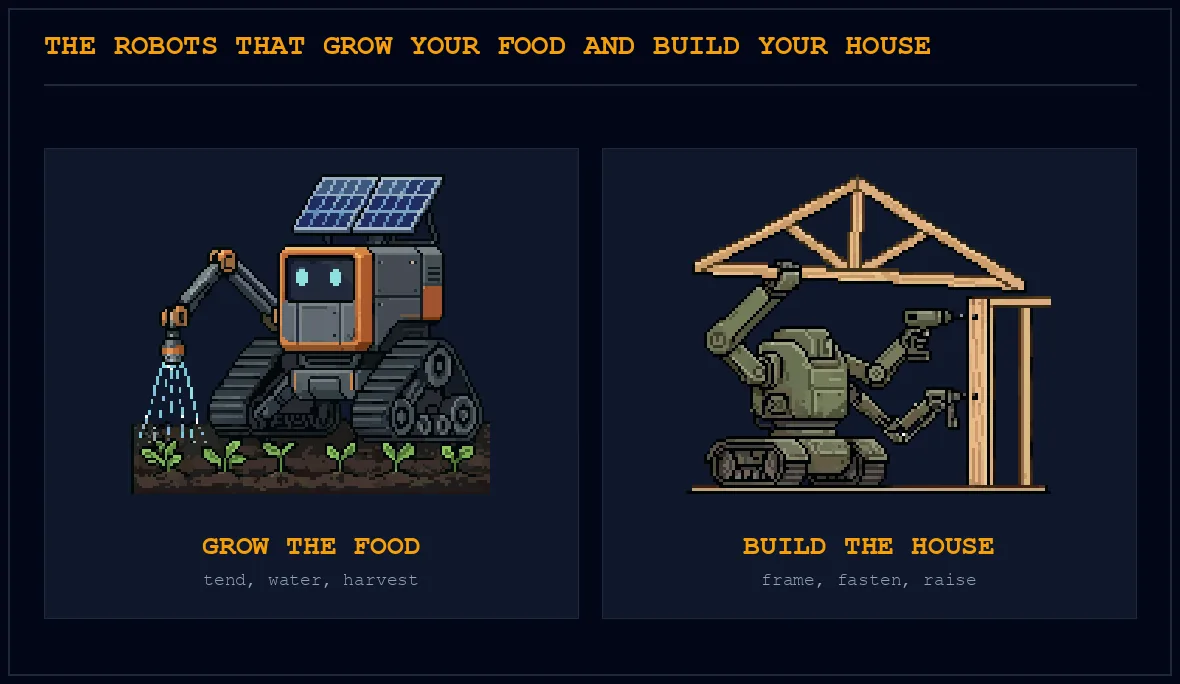 THE ROBOTS THAT GROW YOUR FOOD AND BUILD YOUR HOUSE
GROW THE FOOD
tend, water, harvest
BUILD THE HOUSE
frame, fasten, raise